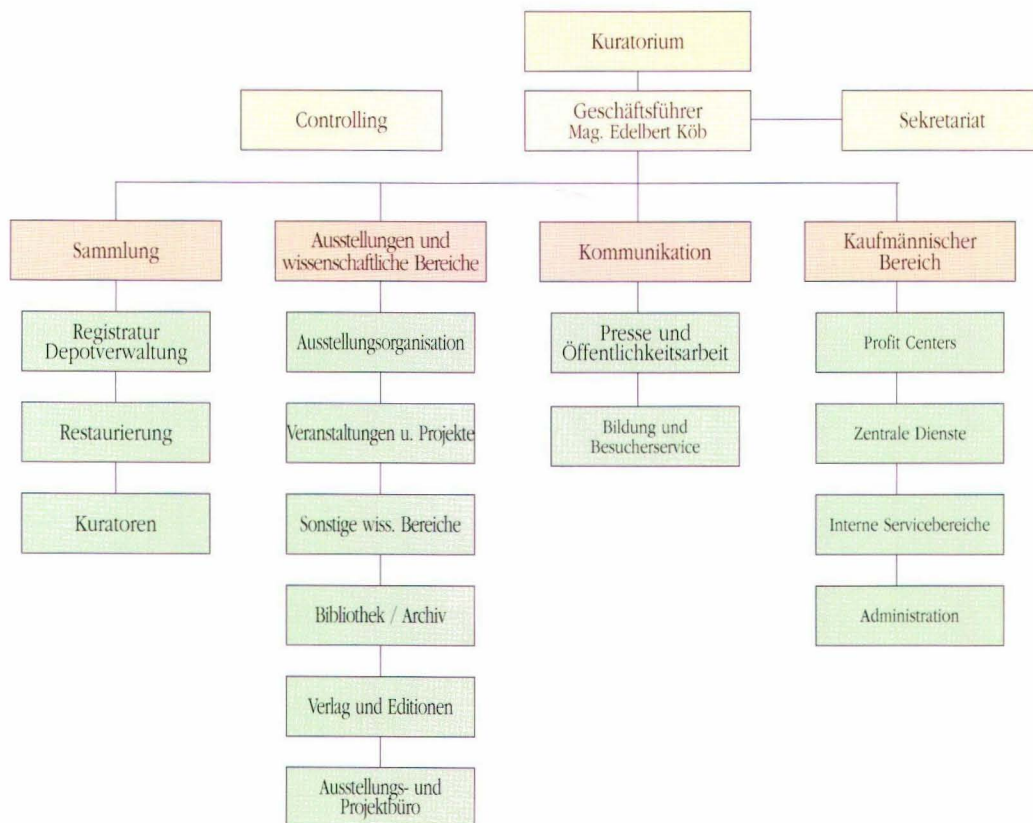 Kuratorium
Controlling
Geschäftsführer
Mag. Edelbert Köb
Sekretariat
Sammlung
Registratur
Depotverwaltung
Restaurierung
Kuratoren
Ausstellungen und
wissenschaftliche Bereiche
Ausstellungsorganisation
Veranstaltungen u. Projekte
Sonstige wiss. Bereiche
Bibliothek / Archiv
Verlag und Editionen
Ausstellungs- und
Projektbüro
Kommunikation
Presse und
Öffentlichkeitsarbeit
Bildung und
Besucherservice
Kaufmännischer
Bereich
Profit Centers
Zentrale Dienste
Interne Servicebereiche
Administration